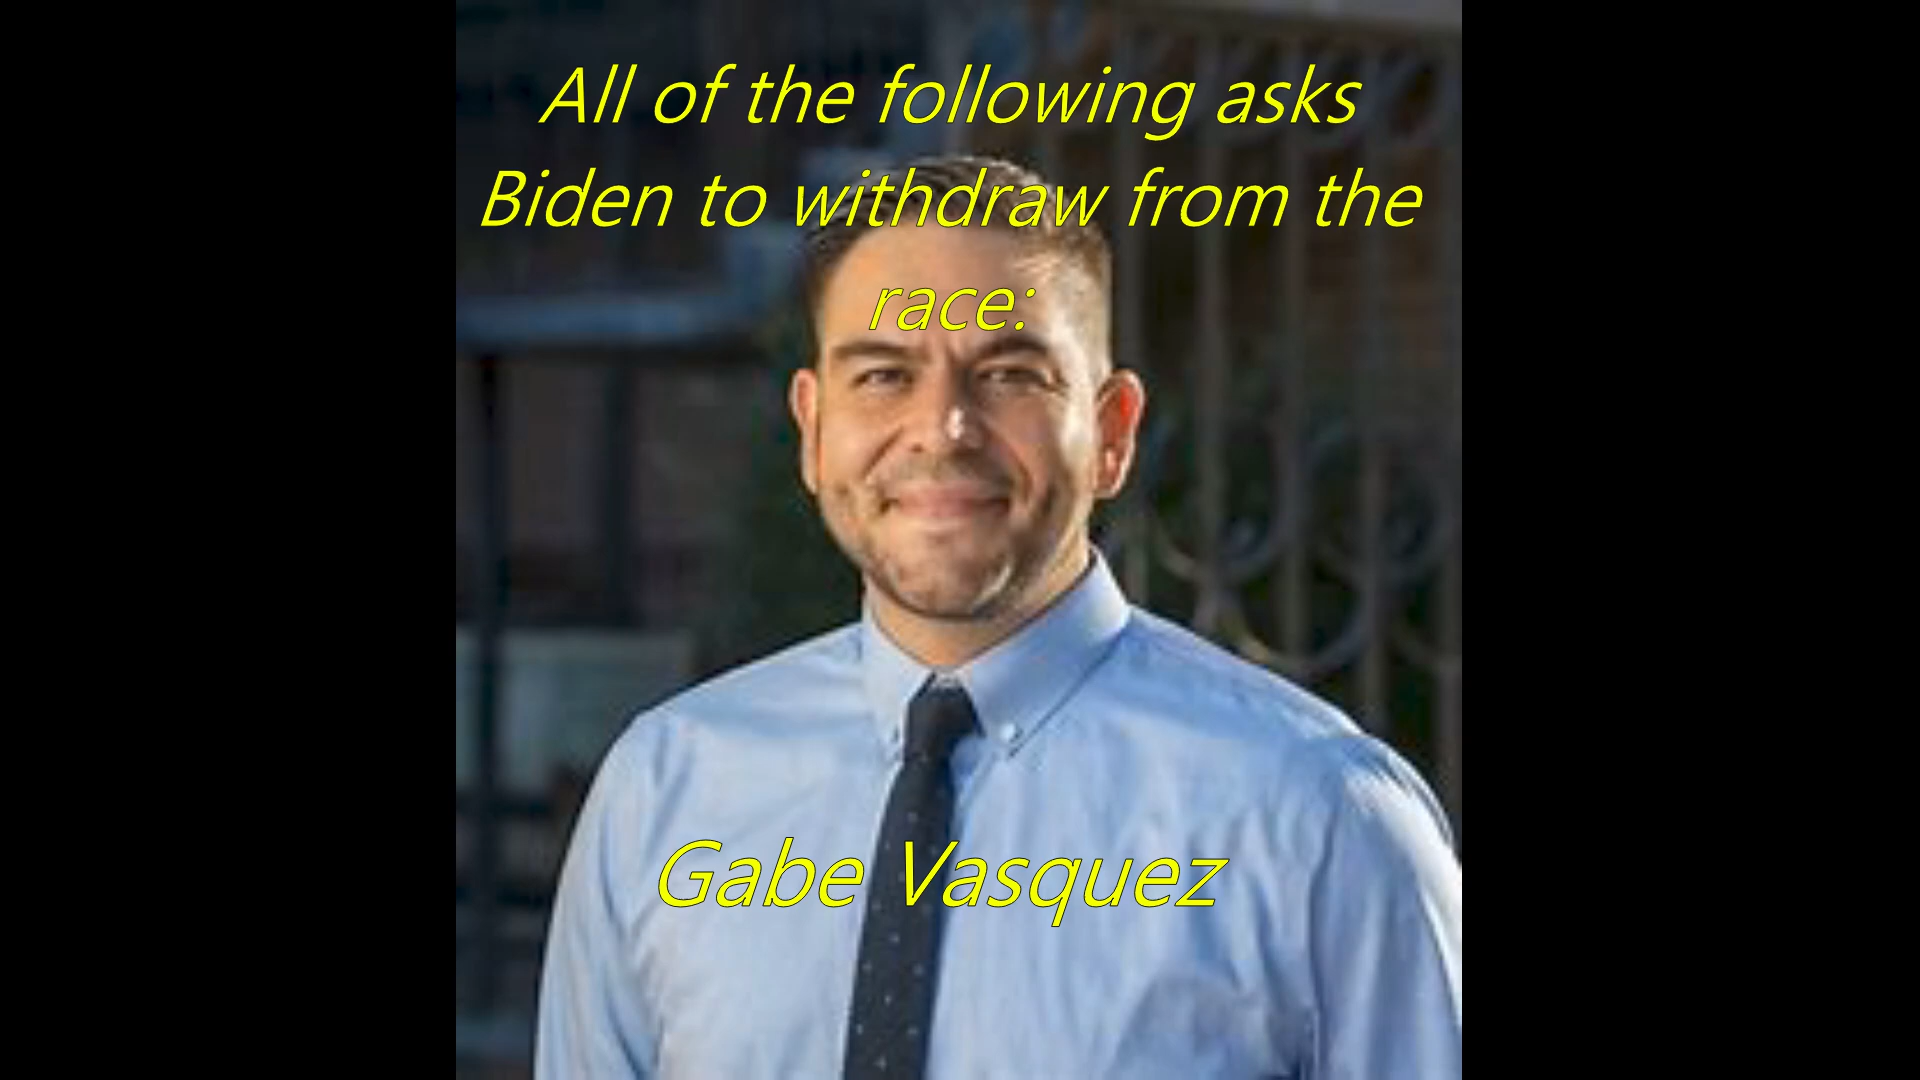 All of the following asks
Biden to withdraw from the
race:
Gabe Vasquez